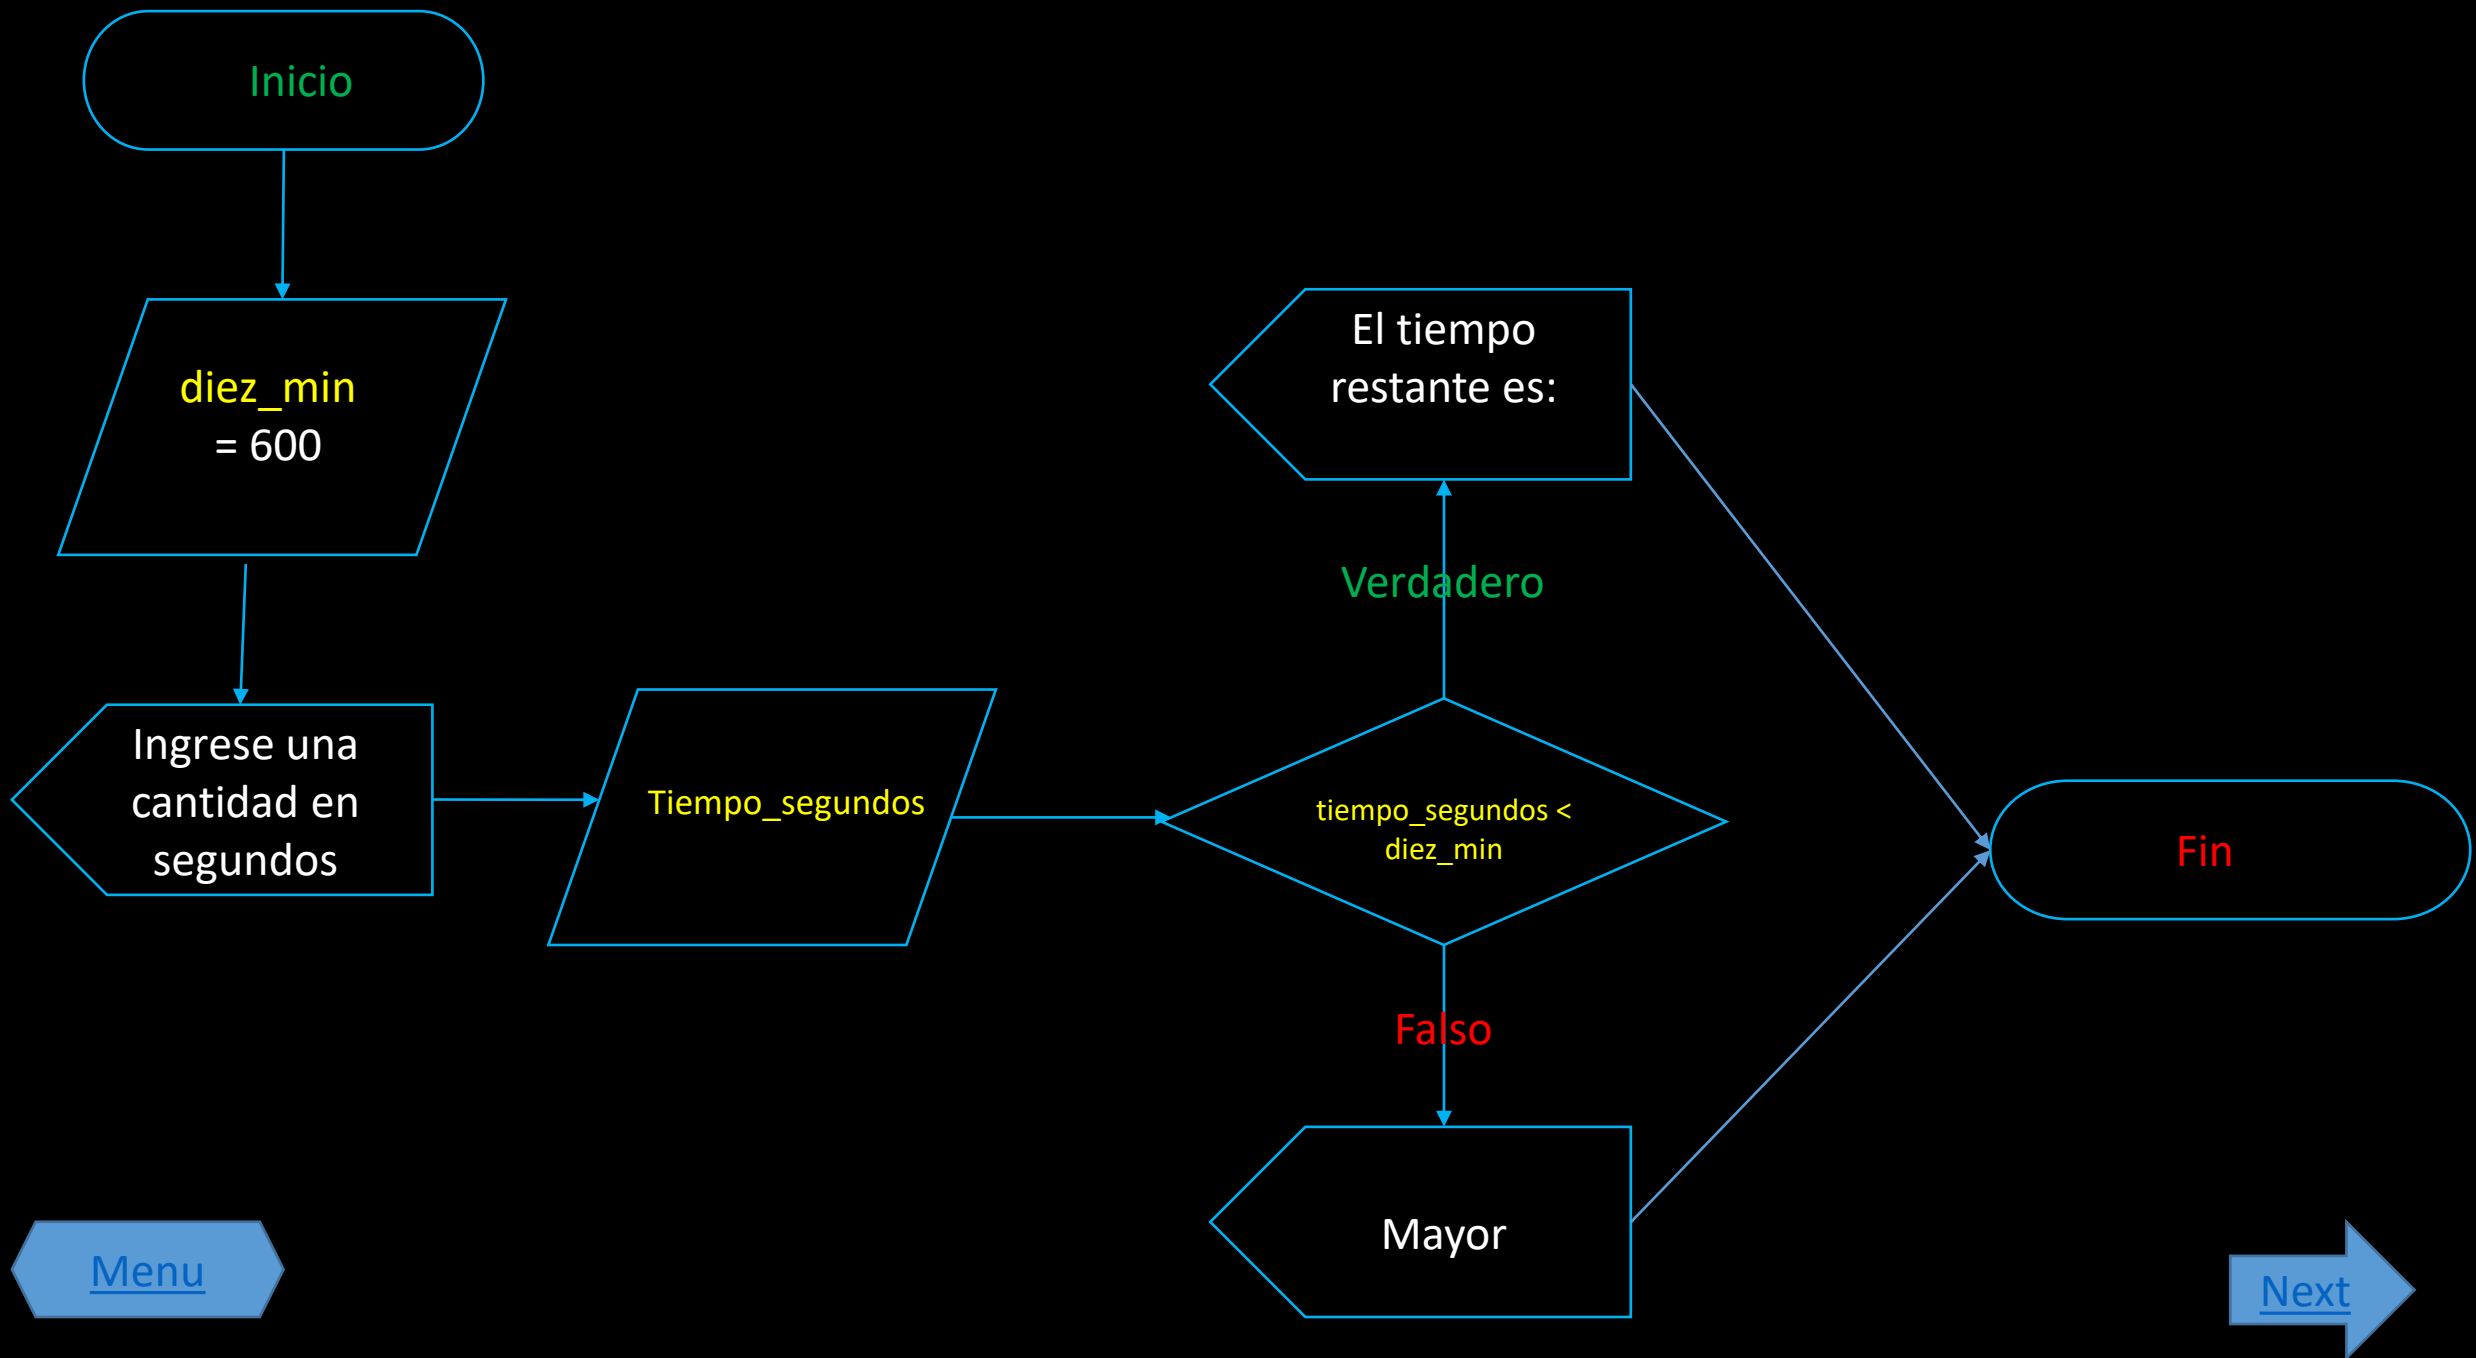 Inicio
diez_min
= 600
Ingrese una
cantidad en
segundos
Tiempo_segundos
tiempo_segundos <
diez_min
Verdadero
El tiempo
restante es:
Falso
Mayor
Fin
Menu
Next